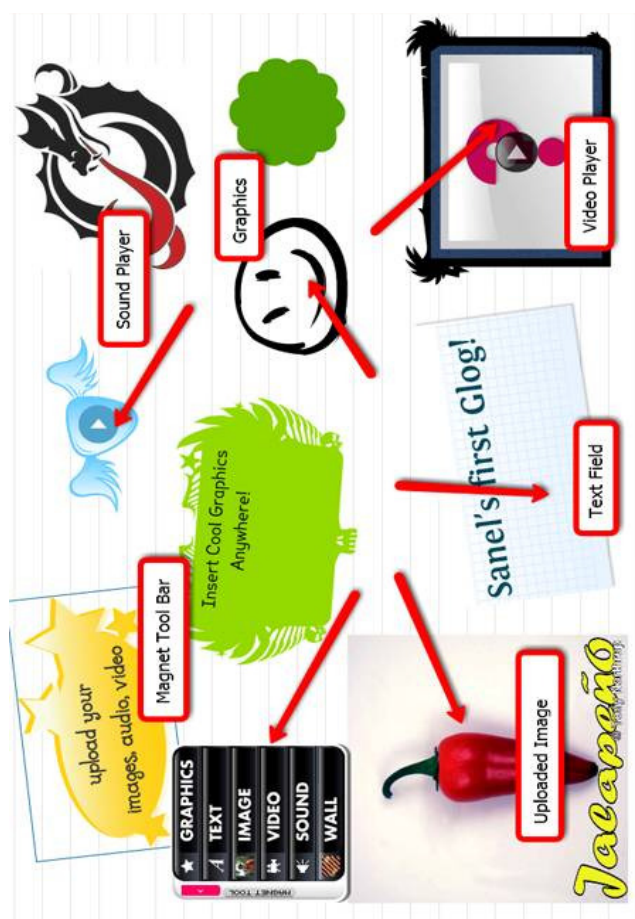 upload your
images, audio, video
Sound Player
Magnet Tool Bar
MAGNET TOOL
GRAPHICS
TEXT
IMAGE
VIDEO
SOUND
WALL
Insert Cool Graphics
Anywhere!
Graphics
Sanel's first Glog!
Uploaded Image
Text Field
Video Player
Jalapeño